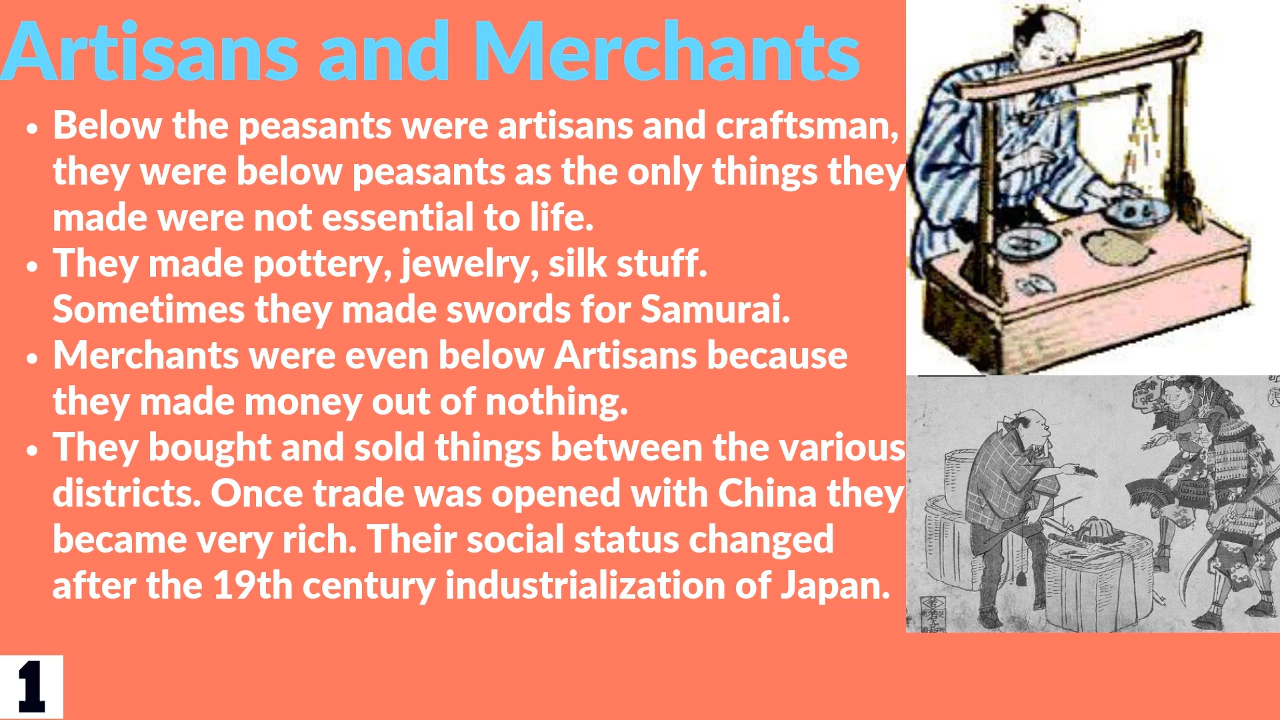 Artisans and Merchants
• Below the peasants were artisans and craftsman,
they were below peasants as the only things they
made were not essential to life.
• They made pottery, jewelry, silk stuff.
Sometimes they made swords for Samurai.
• Merchants were even below Artisans because
they made money out of nothing.
• They bought and sold things between the various
districts. Once trade was opened with China they
became very rich. Their social status changed
after the 19th century industrialization of Japan.
1